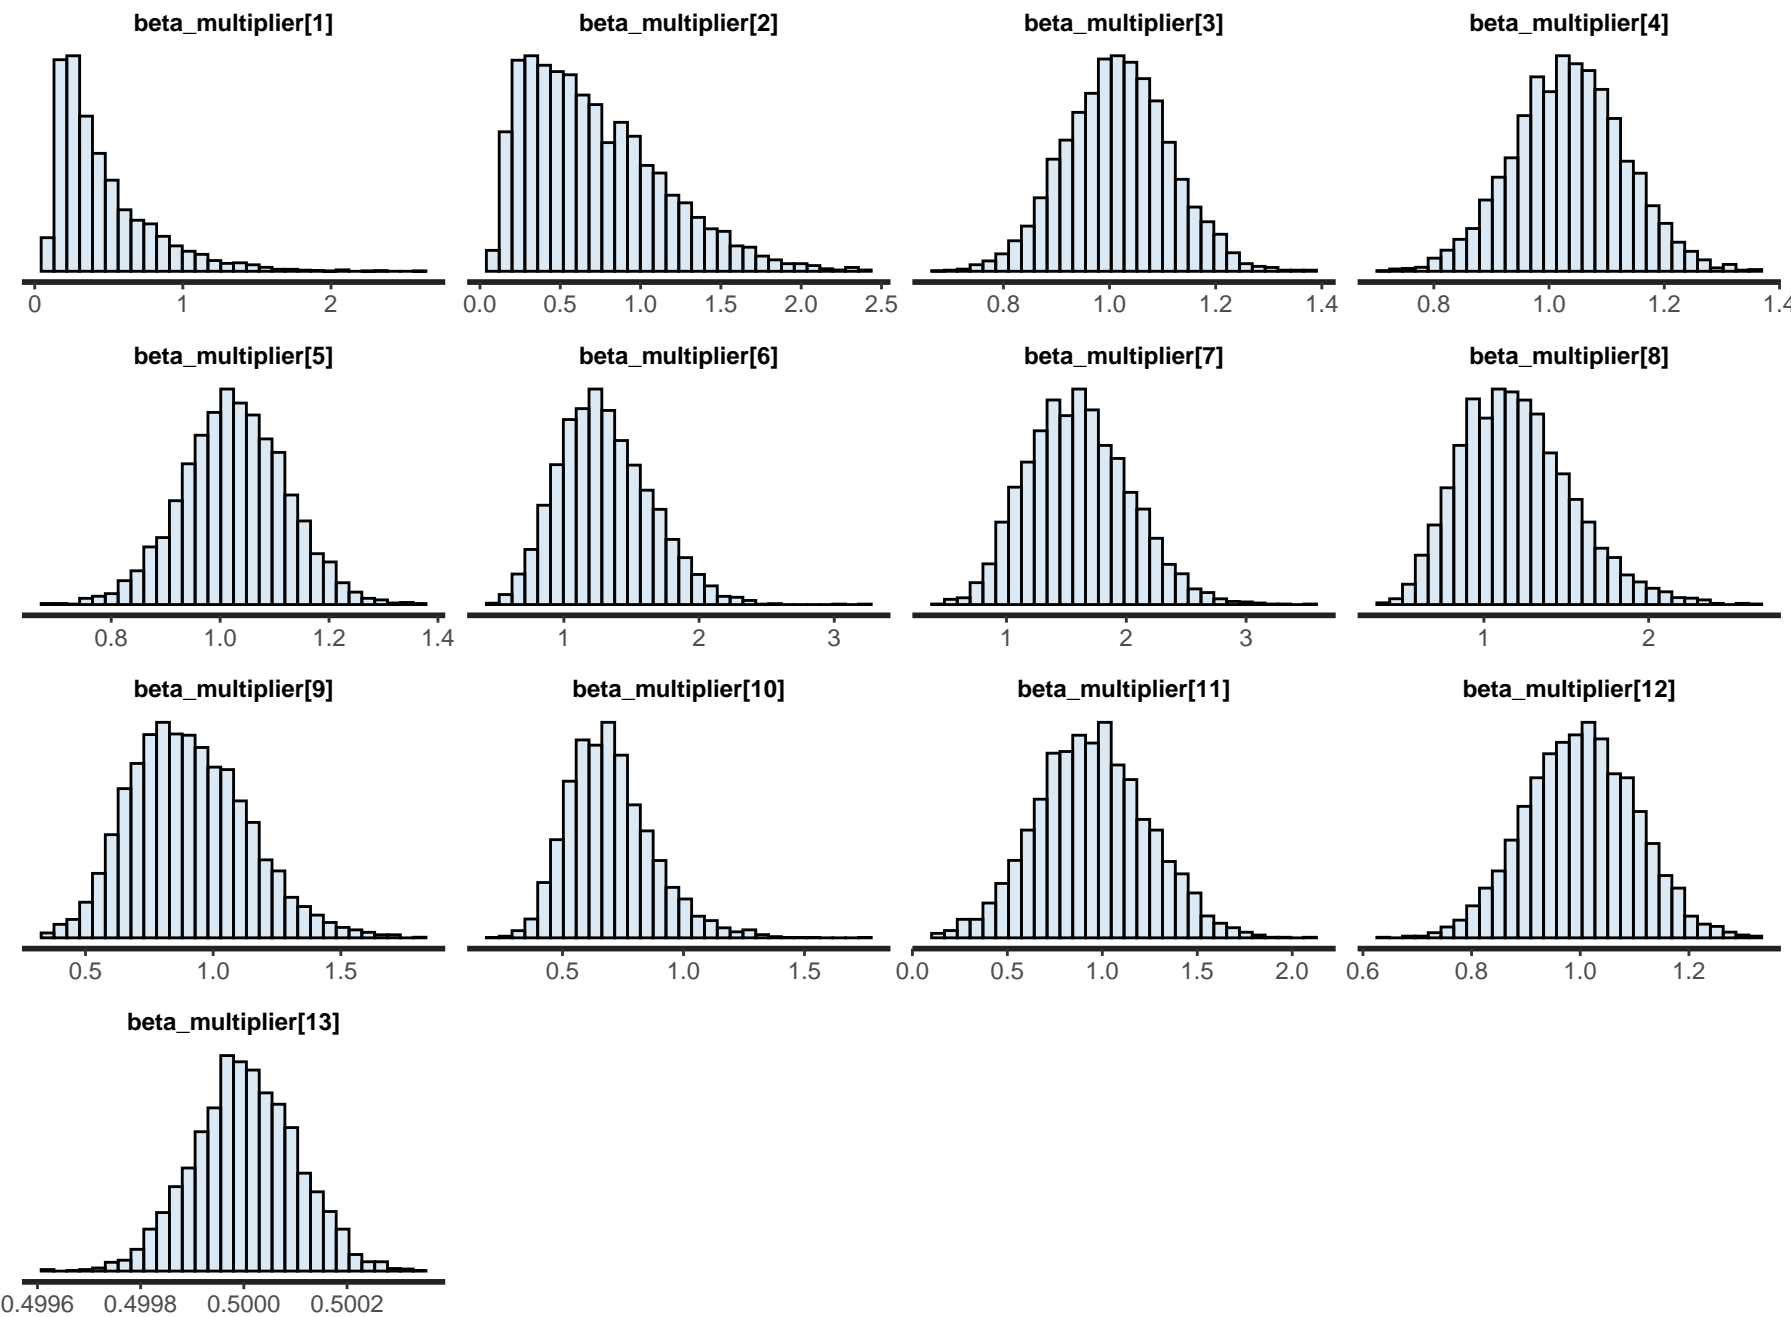 beta_multiplier[1] beta_multiplier[2] beta_multiplier[3] beta_multiplier[4]
0 1 2 0.0 0.5 1.0 1.5 2.0 2.5 0.8 1.0 1.2 1.4 0.8 1.0 1.2 1.4
beta_multiplier[5] beta_multiplier[6] beta_multiplier[7] beta_multiplier[8]
0.8 1.0 1.2 1.4 1 2 3 1 2 3 1 2
beta_multiplier[9] beta_multiplier[10] beta_multiplier[11] beta_multiplier[12]
0.5 1.0 1.5 0.5 1.0 1.5 0.0 0.5 1.0 1.5 2.0 0.6 0.8 1.0 1.2
beta_multiplier[13]
0.4996 0.4998 0.5000 0.5002